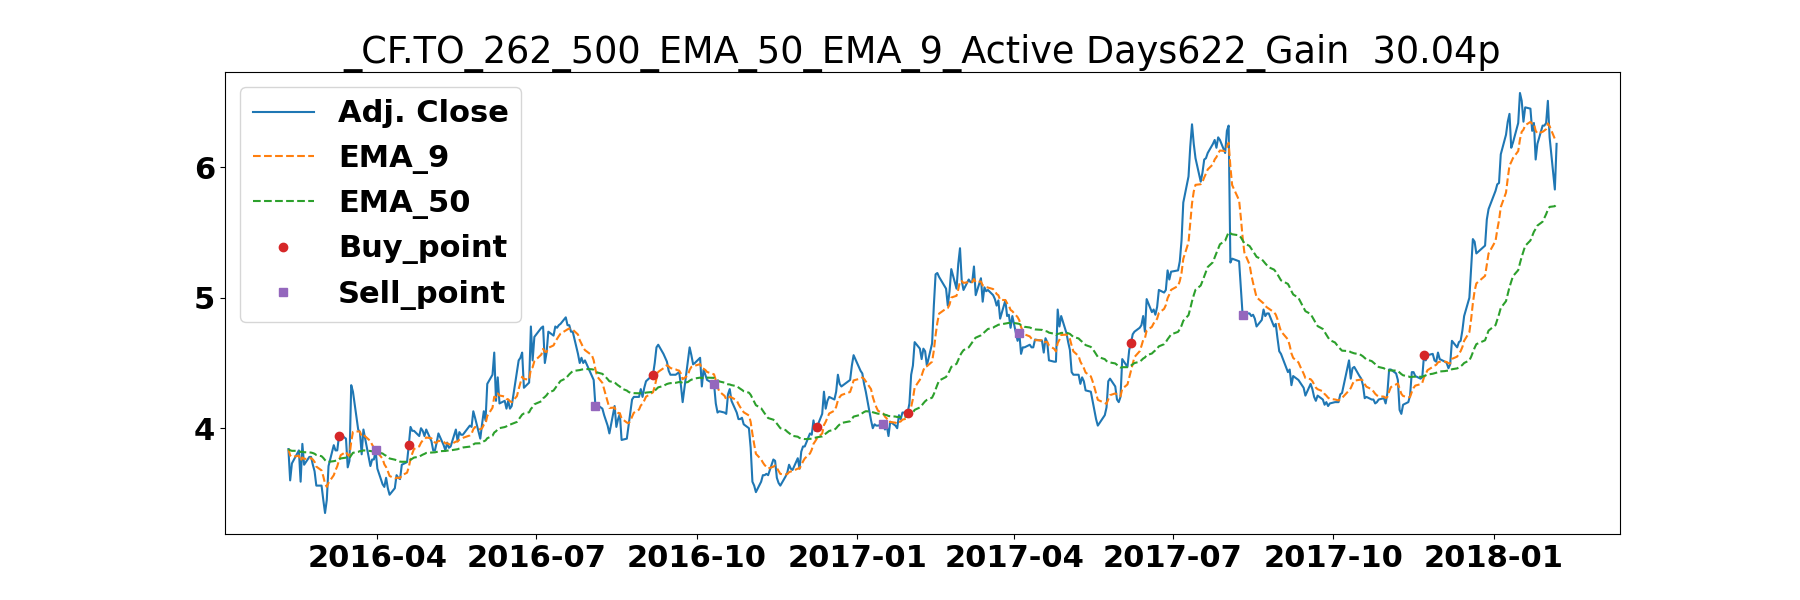 _CF.TO_262_500_EMA_50_EMA_9_Active Days622_Gain  30.04p
Adj. Close
EMA_9
EMA_50
Buy_point
Sell_point
6
5
4
2016-04 2016-07 2016-10 2017-01 2017-04 2017-07 2017-10 2018-01